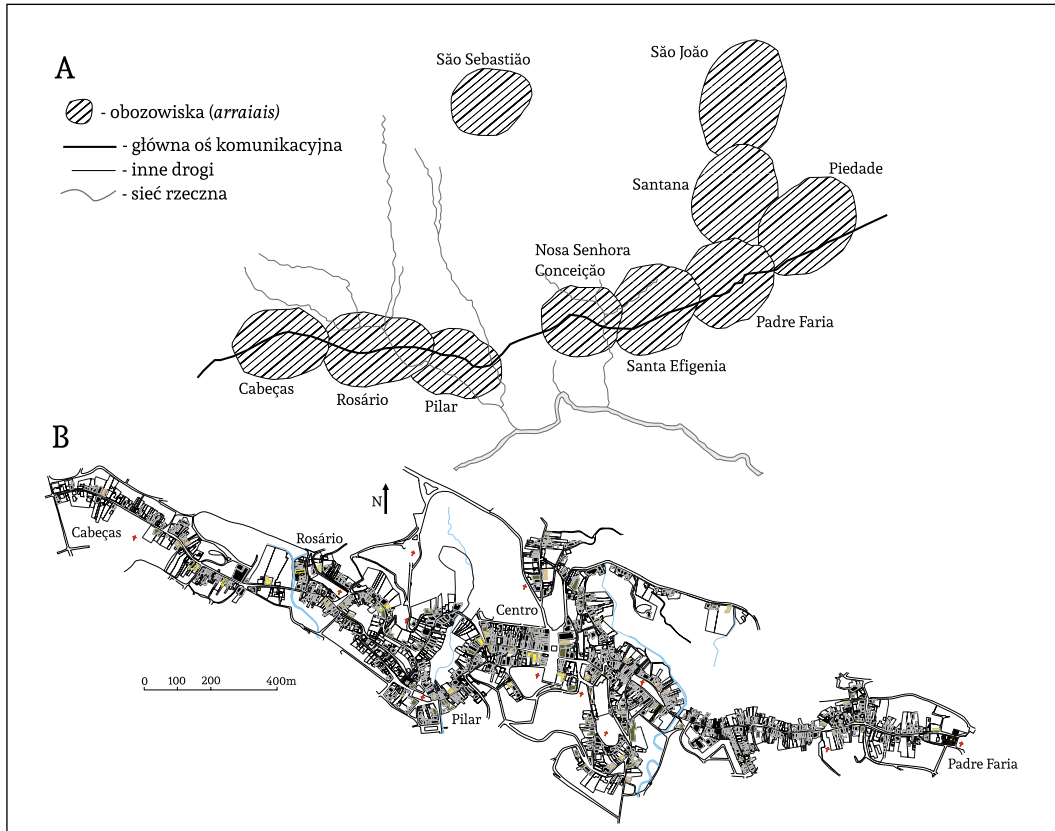 A
- obozowiska (arraiais)
- główna oś komunikacyjna
- inne drogi
- sieć rzeczna
São Sebastião
São João
Santana
Piedade
Nosa Senhora
Conceição
Padre Faria
Santa Efigenia
Cabeças
Rosário
Pilar
B
N
Cabeças
Rosário
Centro
0 100 200 400m
Pilar
Padre Faria